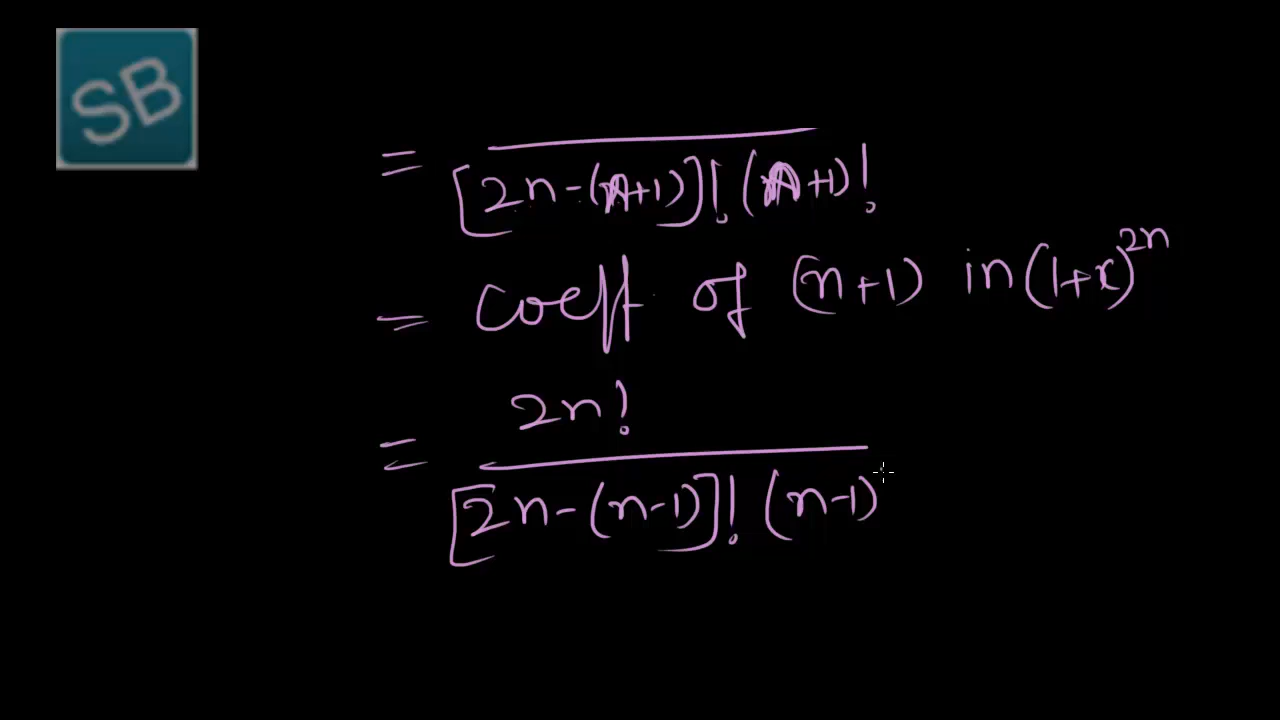 SB
= ―――
[2n-(n+1)]! (n+1)!
= coeff of (n+1) in (1+x)^2n
2n!
= ―――
[2n-(n-1)]! (n-1)